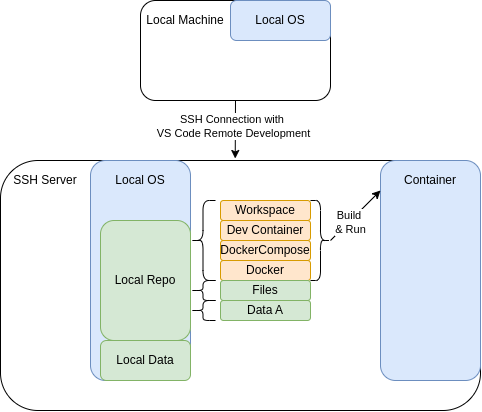 Local Machine
Local OS
SSH Connection with
VS Code Remote Development
SSH Server
Local OS
Container
Workspace
Dev Container
DockerCompose
Docker
Files
Data A
Build
& Run
Local Repo
Local Data